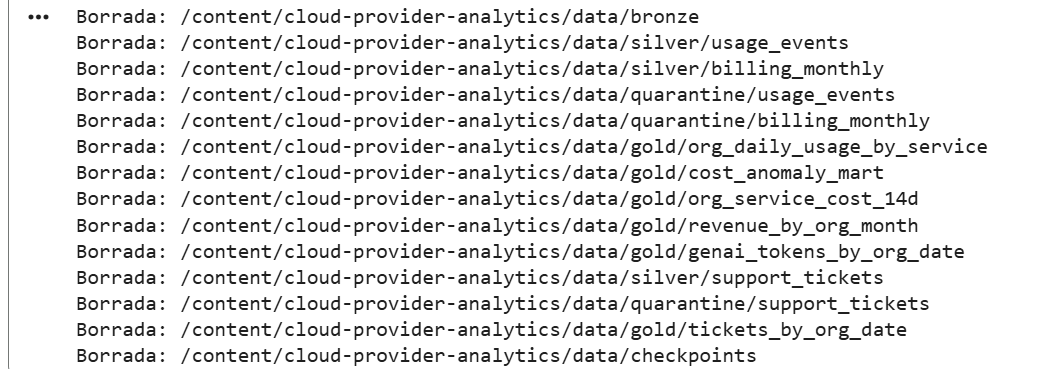 Borrada: /content/cloud-provider-analytics/data/bronze
Borrada: /content/cloud-provider-analytics/data/silver/usage_events
Borrada: /content/cloud-provider-analytics/data/silver/billing_monthly
Borrada: /content/cloud-provider-analytics/data/quarantine/usage_events
Borrada: /content/cloud-provider-analytics/data/quarantine/billing_monthly
Borrada: /content/cloud-provider-analytics/data/gold/org_daily_usage_by_service
Borrada: /content/cloud-provider-analytics/data/gold/cost_anomaly_mart
Borrada: /content/cloud-provider-analytics/data/gold/org_service_cost_14d
Borrada: /content/cloud-provider-analytics/data/gold/revenue_by_org_month
Borrada: /content/cloud-provider-analytics/data/gold/genai_tokens_by_org_date
Borrada: /content/cloud-provider-analytics/data/silver/support_tickets
Borrada: /content/cloud-provider-analytics/data/quarantine/support_tickets
Borrada: /content/cloud-provider-analytics/data/gold/tickets_by_org_date
Borrada: /content/cloud-provider-analytics/data/checkpoints